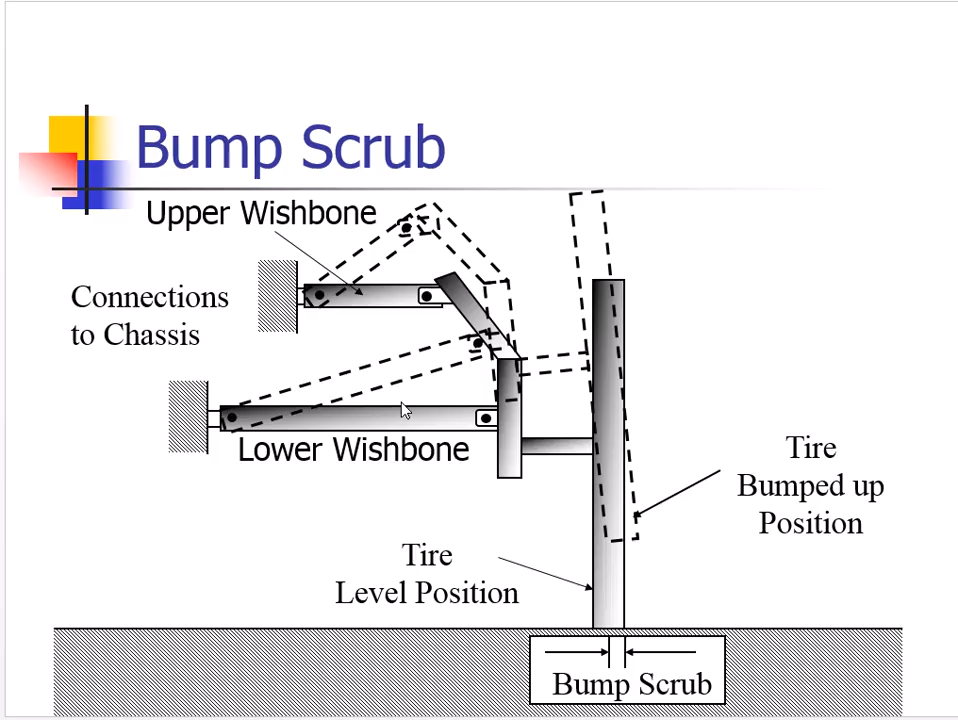 Bump Scrub
Upper Wishbone
Connections
to Chassis
Lower Wishbone
Tire
Bumped up
Position
Tire
Level Position
Bump Scrub